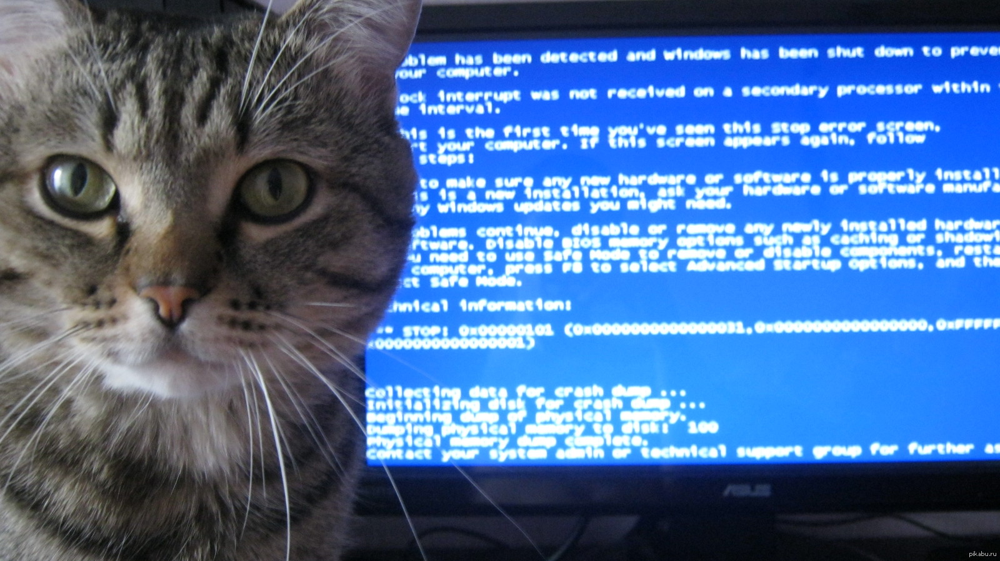 oblem has been detected and windows has been shut down to preve
your computer.
ock interrupt was not received on a secondary processor within
e interval.
his is the first time you've seen this Stop error screen,
rt your computer. If this screen appears again, follow
steps:
to make sure any new hardware or software is properly install
s is a new installation, ask your hardware or software manufa
ny windows updates you might need.
oblems continue, disable or remove any newly installed hardwar
ftware. Disable BIOS memory options such as caching or shadowi
u need to use Safe Mode to remove or disable components, resta
computer, press F8 to select Advanced Startup Options, and the
ct Safe Mode.
hnical information:
** STOP: 0x00000101 (0x0000000000000031,0x0000000000000000,0xFFFFF
x0000000000000001)
Collecting data for crash dump ...
Initializing disk for crash dump ...
Beginning dump of physical memory.
Dumping physical memory to disk: 100
Physical memory dump complete.
Contact your system admin or technical support group for further as
ASUS
pikabu.ru